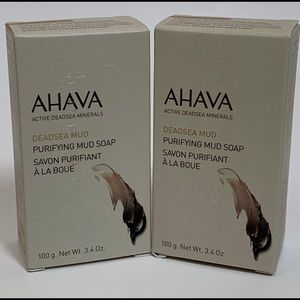 AHAVA
ACTIVE DEADSEA MINERALS
DEADSEA MUD
PURIFYING MUD SOAP
SAVON PURIFIANT
À LA BOUE
100 g. Net Wt. 3.4 Oz.
AHAVA
ACTIVE DEADSEA MINERALS
DEADSEA MUD
PURIFYING MUD SOAP
SAVON PURIFIANT
À LA BOUE
100 g. Net Wt. 3.4 Oz.